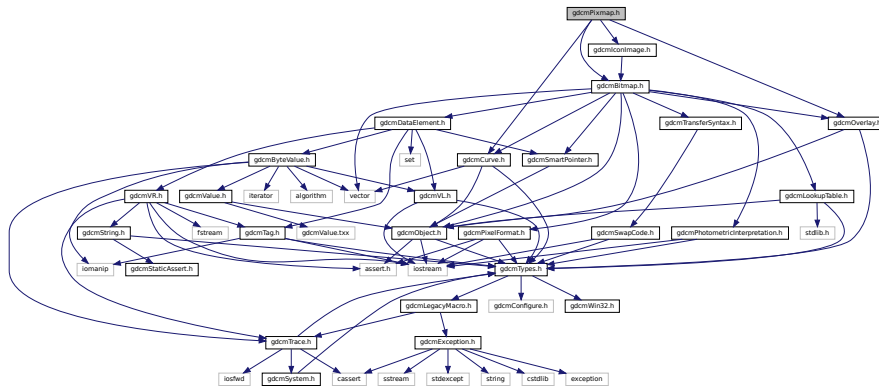 gdcmPixmap.h
gdcmIconImage.h
gdcmBitmap.h
gdcmDataElement.h
gdcmTransferSyntax.h
gdcmOverlay.h
gdcmByteValue.h
set
gdcmCurve.h
gdcmSmartPointer.h
gdcmVR.h
gdcmValue.h
iterator
algorithm
vector
gdcmVL.h
gdcmLookupTable.h
gdcmString.h
fstream
gdcmTag.h
gdcmValue.txx
gdcmObject.h
gdcmPixelFormat.h
gdcmSwapCode.h
gdcmPhotometricInterpretation.h
stdlib.h
iomanip
gdcmStaticAssert.h
assert.h
iostream
gdcmTypes.h
gdcmLegacyMacro.h
gdcmConfigure.h
gdcmWin32.h
gdcmTrace.h
gdcmException.h
iosfwd
gdcmSystem.h
cassert
sstream
stdexcept
string
cstdlib
exception